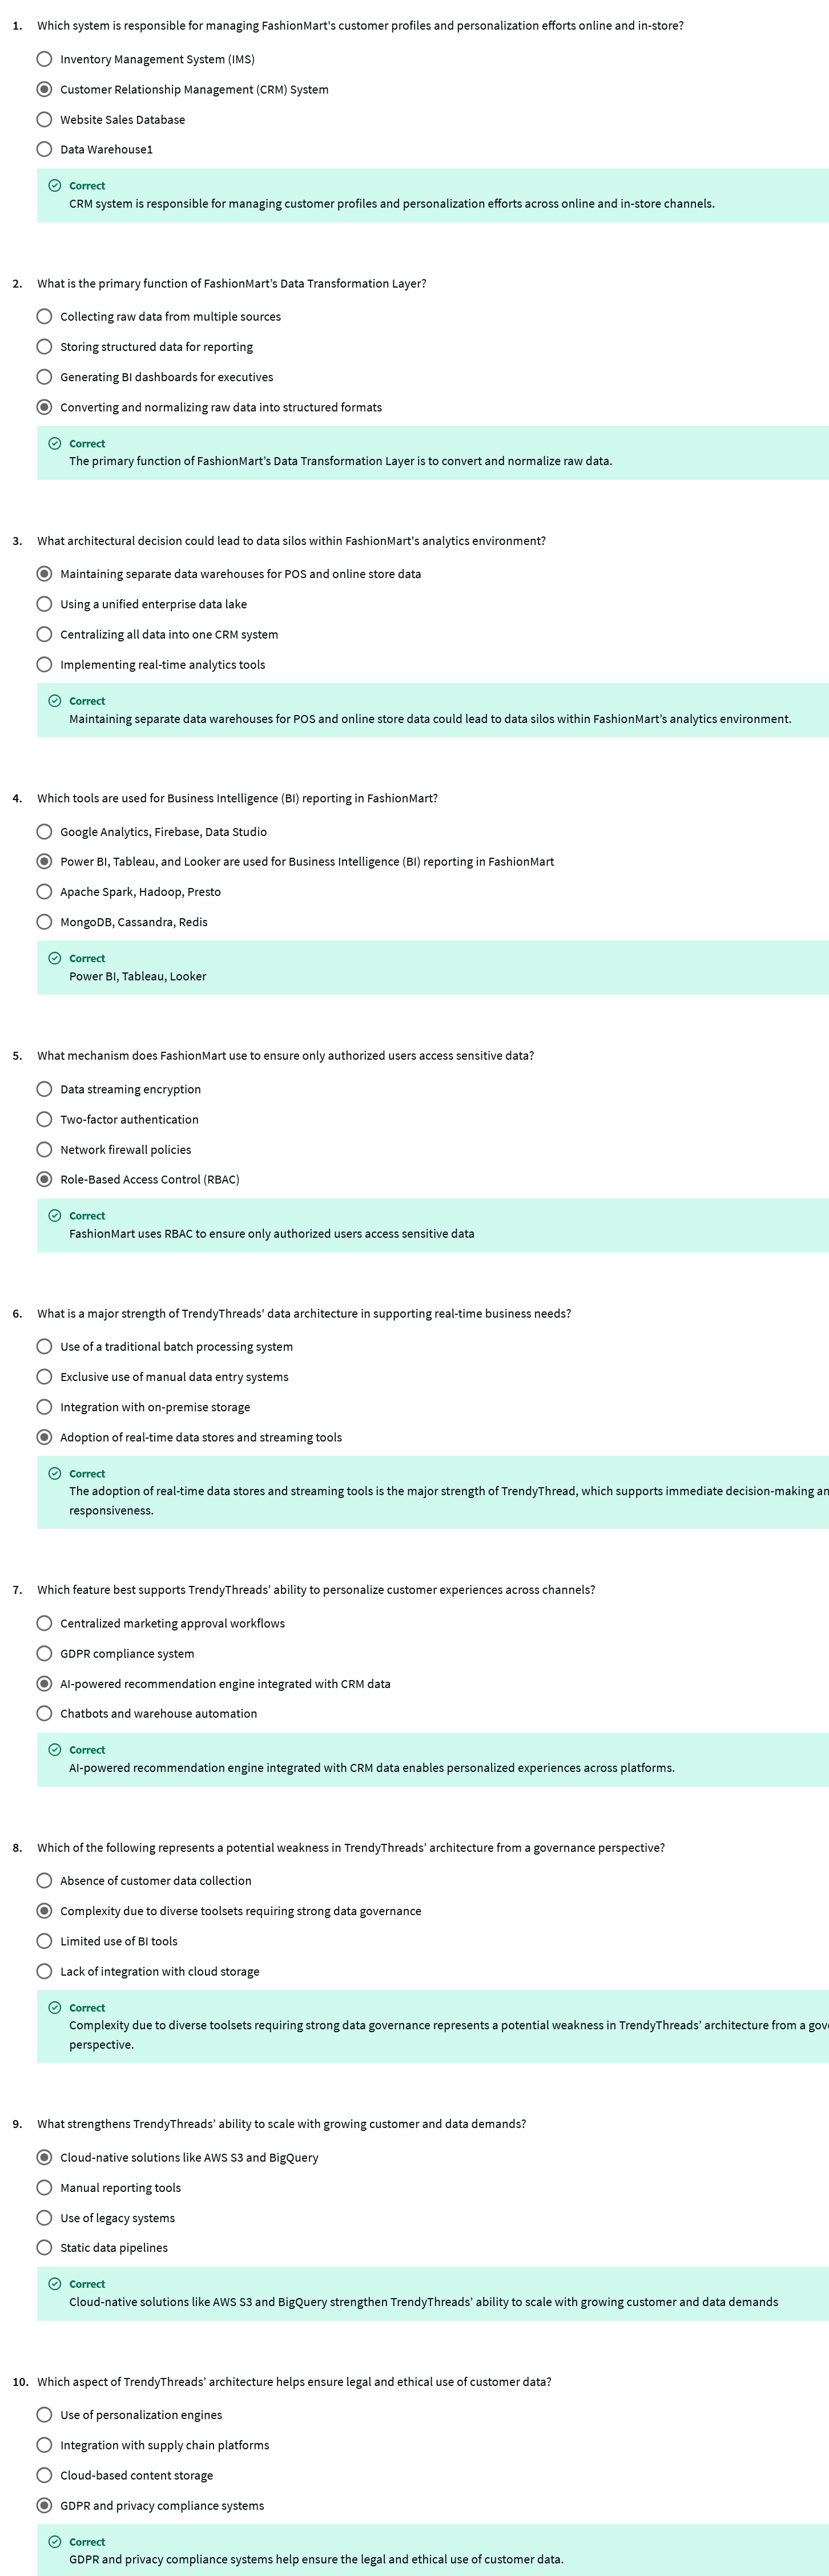 1. Which system is responsible for managing FashionMart's customer profiles and personalization efforts online and in-store?
Inventory Management System (IMS)
Customer Relationship Management (CRM) System
Website Sales Database
Data Warehouse1
Correct
CRM system is responsible for managing customer profiles and personalization efforts across online and in-store channels.
2. What is the primary function of FashionMart’s Data Transformation Layer?
Collecting raw data from multiple sources
Storing structured data for reporting
Generating BI dashboards for executives
Converting and normalizing raw data into structured formats
Correct
The primary function of FashionMart’s Data Transformation Layer is to convert and normalize raw data.
3. What architectural decision could lead to data silos within FashionMart's analytics environment?
Maintaining separate data warehouses for POS and online store data
Using a unified enterprise data lake
Centralizing all data into one CRM system
Implementing real-time analytics tools
Correct
Maintaining separate data warehouses for POS and online store data could lead to data silos within FashionMart’s analytics environment.
4. Which tools are used for Business Intelligence (BI) reporting in FashionMart?
Google Analytics, Firebase, Data Studio
Power BI, Tableau, and Looker are used for Business Intelligence (BI) reporting in FashionMart
Apache Spark, Hadoop, Presto
MongoDB, Cassandra, Redis
Correct
Power BI, Tableau, Looker
5. What mechanism does FashionMart use to ensure only authorized users access sensitive data?
Data streaming encryption
Two-factor authentication
Network firewall policies
Role-Based Access Control (RBAC)
Correct
FashionMart uses RBAC to ensure only authorized users access sensitive data
6. What is a major strength of TrendyThreads' data architecture in supporting real-time business needs?
Use of a traditional batch processing system
Exclusive use of manual data entry systems
Integration with on-premise storage
Adoption of real-time data stores and streaming tools
Correct
The adoption of real-time data stores and streaming tools is the major strength of TrendyThread, which supports immediate decision-making
responsiveness.
7. Which feature best supports TrendyThreads’ ability to personalize customer experiences across channels?
Centralized marketing approval workflows
GDPR compliance system
AI-powered recommendation engine integrated with CRM data
Chatbots and warehouse automation
Correct
AI-powered recommendation engine integrated with CRM data enables personalized experiences across platforms.
8. Which of the following represents a potential weakness in TrendyThreads’ architecture from a governance perspective?
Absence of customer data collection
Complexity due to diverse toolsets requiring strong data governance
Limited use of BI tools
Lack of integration with cloud storage
Correct
Complexity due to diverse toolsets requiring strong data governance represents a potential weakness in TrendyThreads’ architecture from a
perspective.
9. What strengthens TrendyThreads’ ability to scale with growing customer and data demands?
Cloud-native solutions like AWS S3 and BigQuery
Manual reporting tools
Use of legacy systems
Static data pipelines
Correct
Cloud-native solutions like AWS S3 and BigQuery strengthen TrendyThreads’ ability to scale with growing customer and data demands
10. Which aspect of TrendyThreads’ architecture helps ensure legal and ethical use of customer data?
Use of personalization engines
Integration with supply chain platforms
Cloud-based content storage
GDPR and privacy compliance systems
Correct
GDPR and privacy compliance systems help ensure the legal and ethical use of customer data.